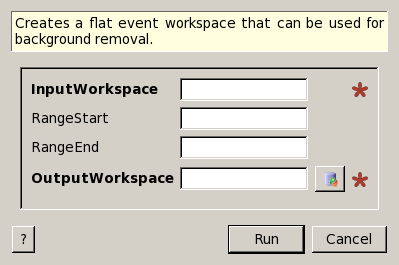 Creates a flat event workspace that can be used for
background removal.
InputWorkspace
RangeStart
RangeEnd
OutputWorkspace
? Run Cancel